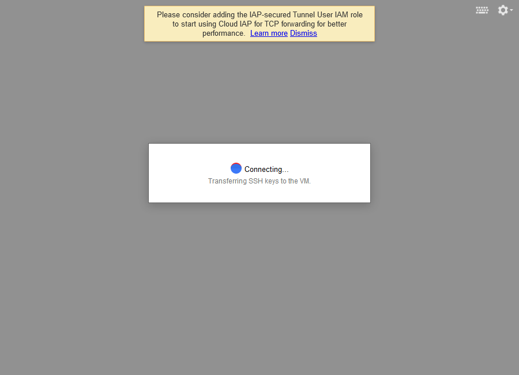 Please consider adding the IAP-secured Tunnel User IAM role
to start using Cloud IAP for TCP forwarding for better
performance. Learn more Dismiss
Connecting...
Transferring SSH keys to the VM.